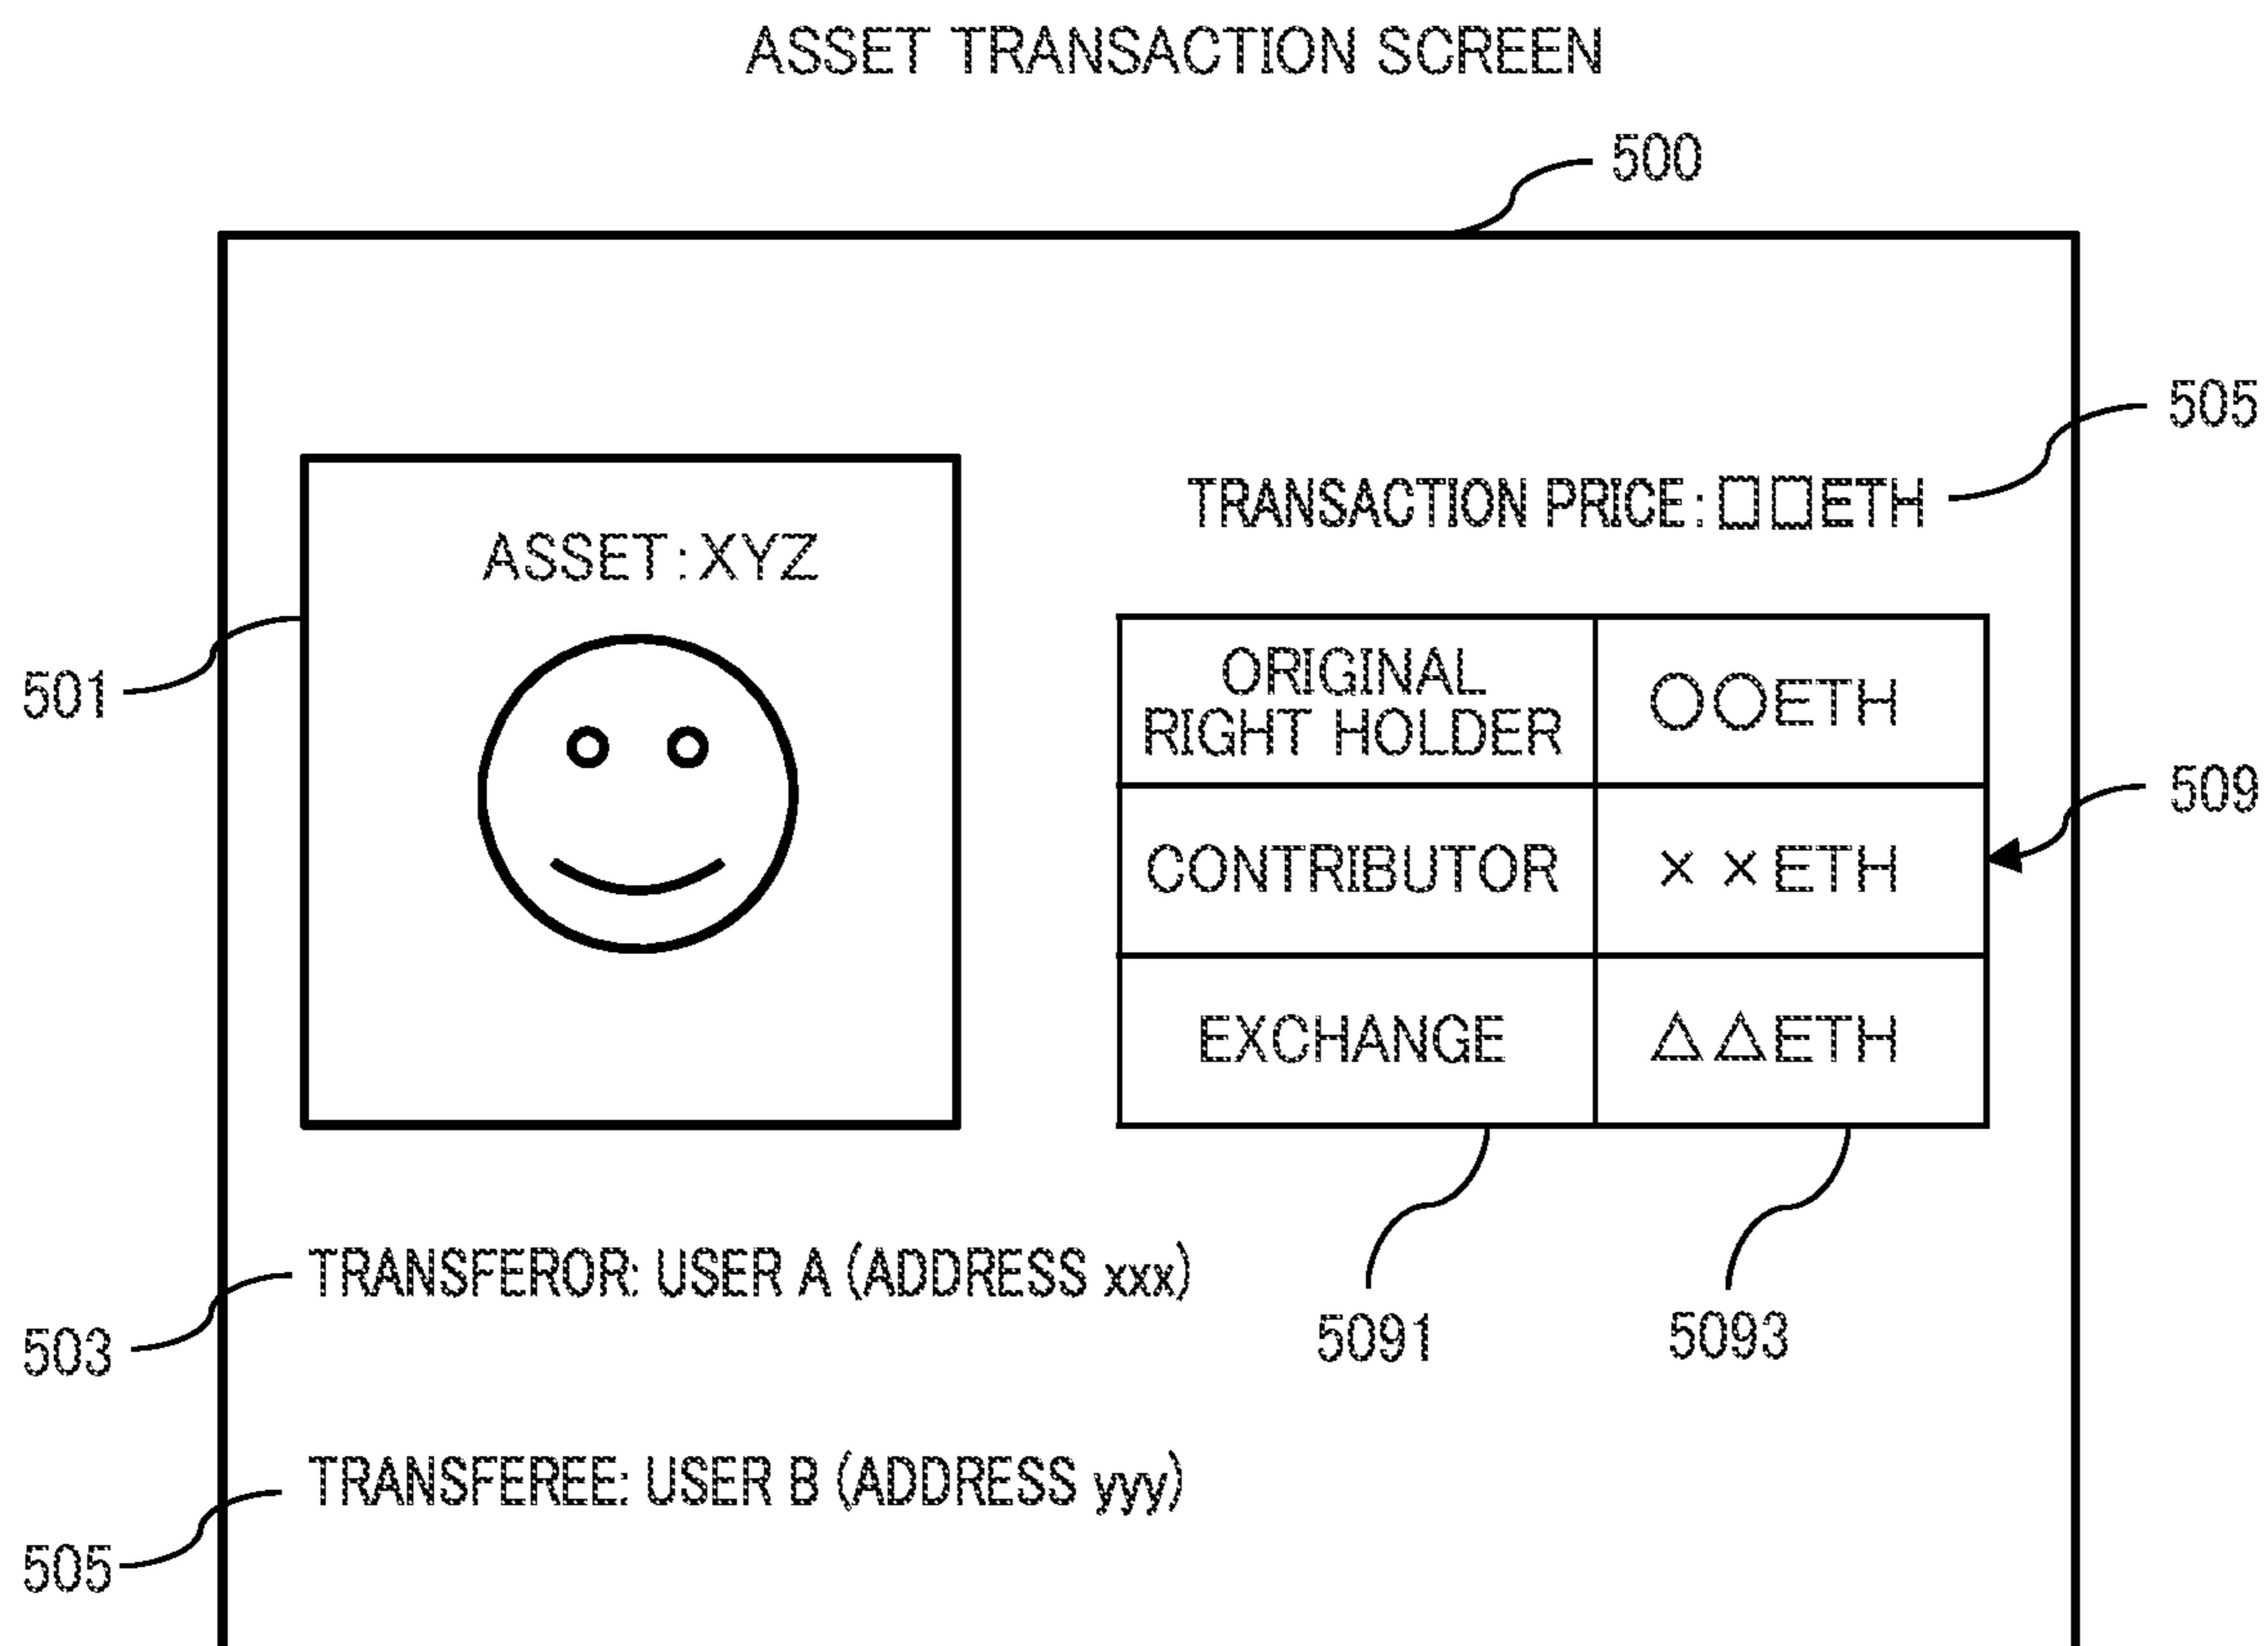 ASSET TRANSACTION SCREEN
500
505
TRANSACTION PRICE: □□ETH
ASSET:XYZ
501
ORIGINAL
RIGHT HOLDER
○○ETH
CONTRIBUTOR
××ETH
509
EXCHANGE
△△ETH
5091
5093
TRANSFEROR: USER A (ADDRESS xxx)
503
TRANSFEREE: USER B (ADDRESS yyy)
505